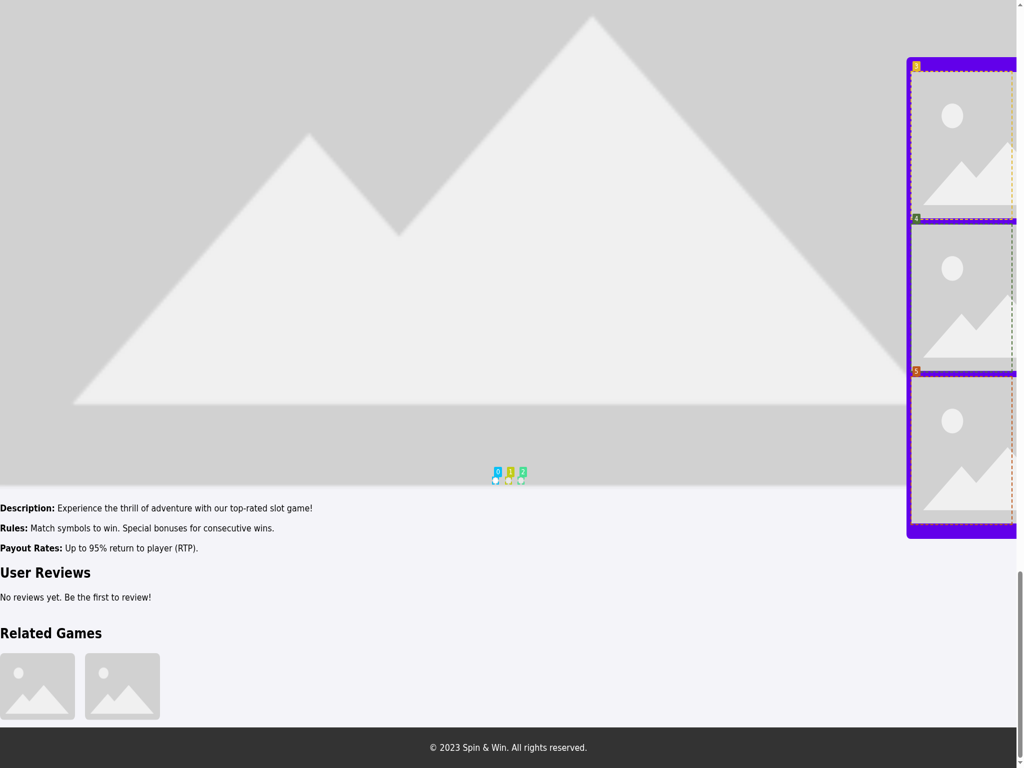 3
4
5
0 1 2
Description: Experience the thrill of adventure with our top-rated slot game!
Rules: Match symbols to win. Special bonuses for consecutive wins.
Payout Rates: Up to 95% return to player (RTP).
User Reviews
No reviews yet. Be the first to review!
Related Games
© 2023 Spin & Win. All rights reserved.